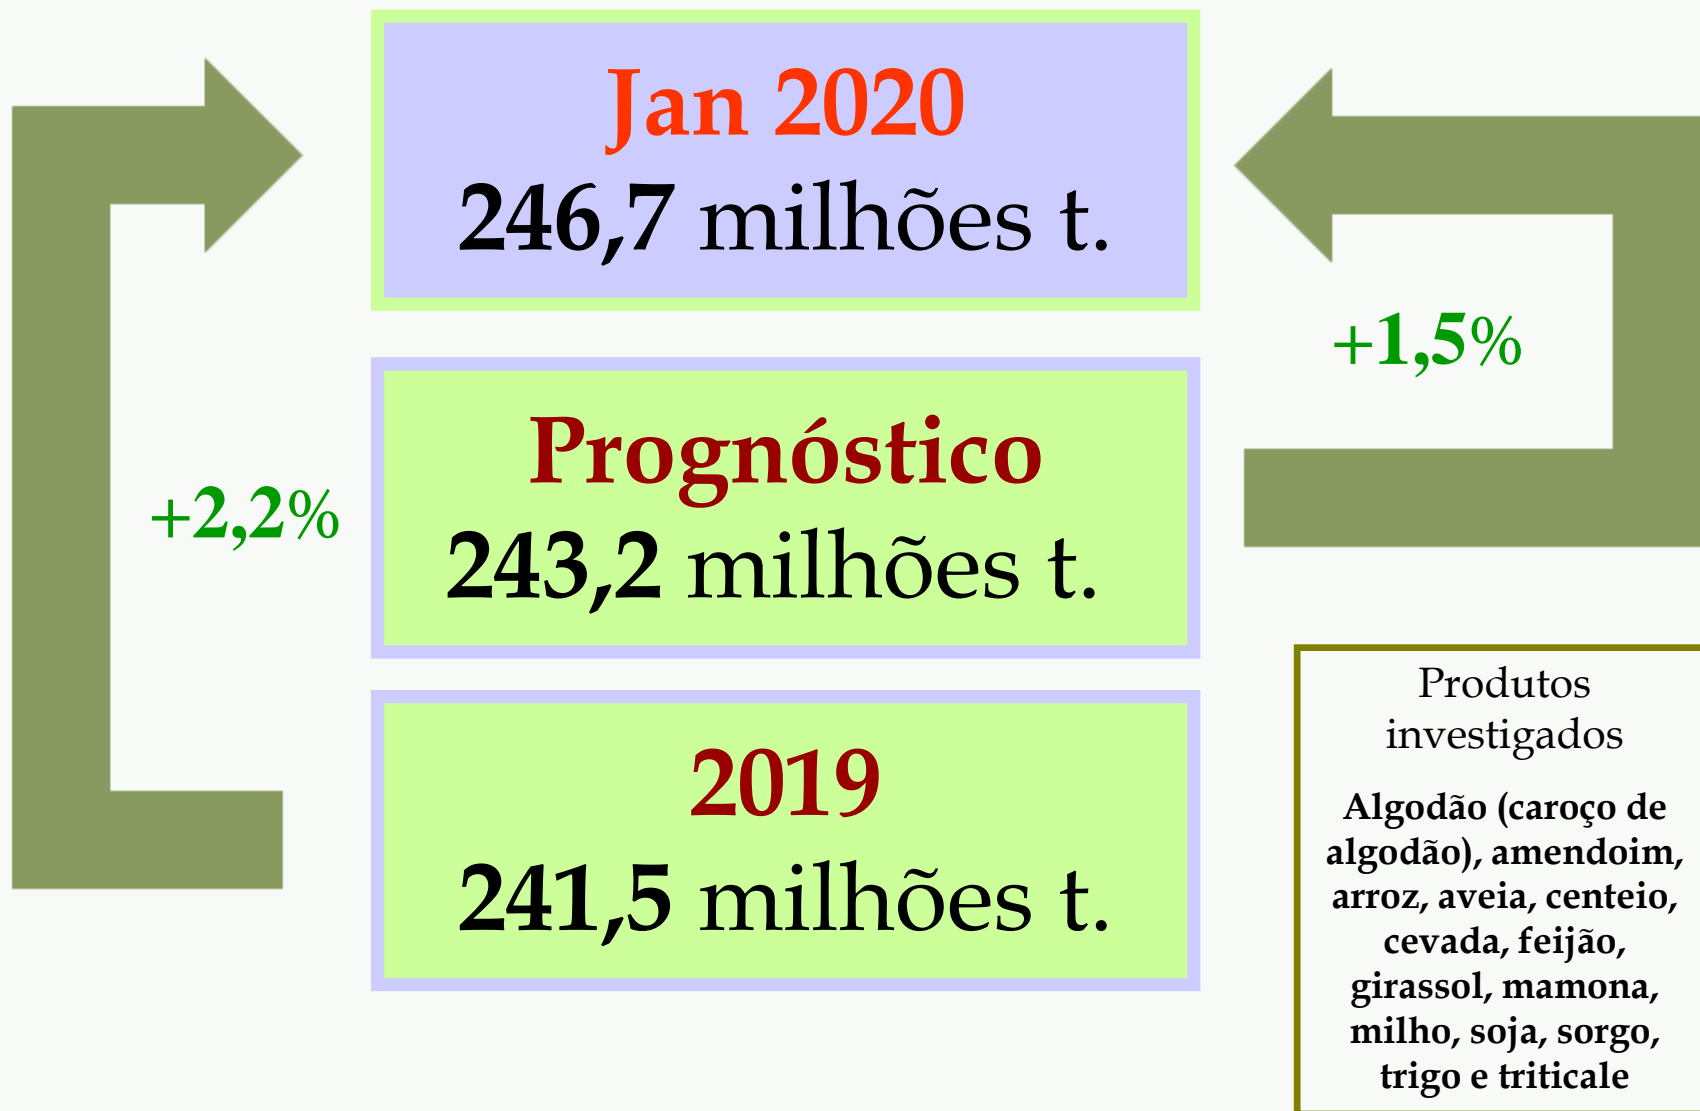 Jan 2020
246,7 milhões t.
+1,5%
Prognóstico
243,2 milhões t.
+2,2%
2019
241,5 milhões t.
Produtos
investigados
Algodão (caroço de
algodão), amendoim,
arroz, aveia, centeio,
cevada, feijão,
girassol, mamona,
milho, soja, sorgo,
trigo e triticale